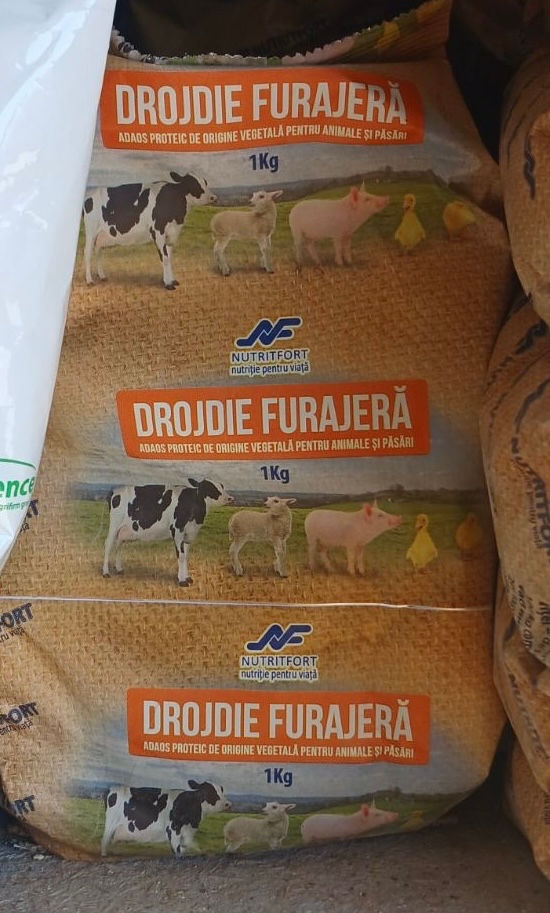 DROJDIE FURAJERĂ
ADAOS PROTEIC DE ORIGINE VEGETALĂ PENTRU ANIMALE ȘI PĂSĂRI
1Kg
NF
NUTRITFORT
nutriție pentru viață
DROJDIE FURAJERĂ
ADAOS PROTEIC DE ORIGINE VEGETALĂ PENTRU ANIMALE ȘI PĂSĂRI
1Kg
NF
NUTRITFORT
nutriție pentru viață
DROJDIE FURAJERĂ
ADAOS PROTEIC DE ORIGINE VEGETALĂ PENTRU ANIMALE ȘI PĂSĂRI
1Kg